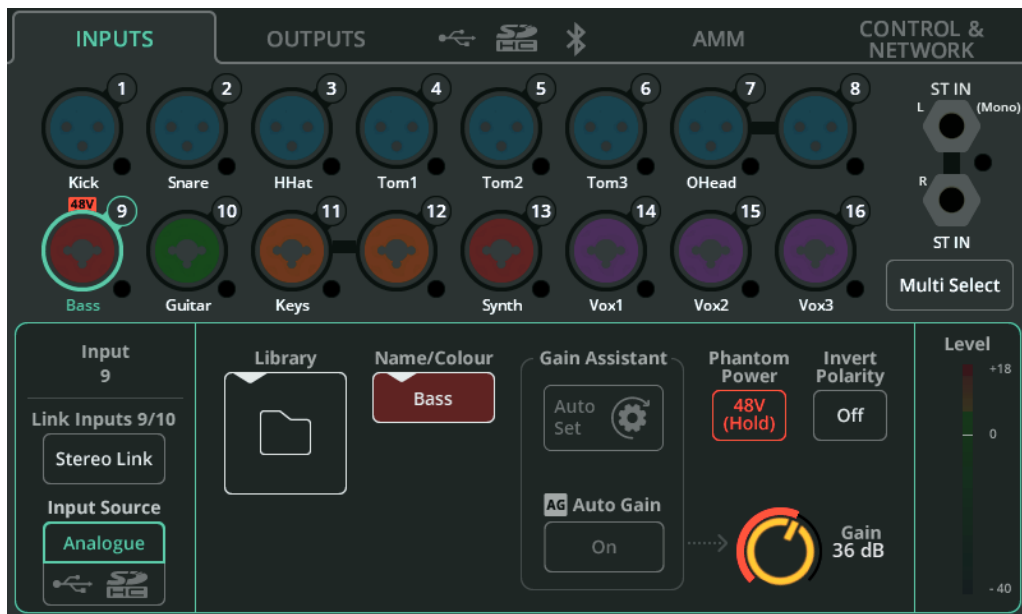 INPUTS
OUTPUTS
SD HC
AMM
CONTROL &
NETWORK
1
2
3
4
5
6
7
8
ST IN
L
(Mono)
Kick
Snare
HHat
Tom1
Tom2
Tom3
OHead
R
ST IN
48V
9
10
11
12
13
14
15
16
Bass
Guitar
Keys
Synth
Vox1
Vox2
Vox3
Multi Select
Input
9
Link Inputs 9/10
Stereo Link
Input Source
Analogue
SD HC
Library
Name/Colour
Bass
Gain Assistant
Auto
Set
AG Auto Gain
On
Phantom
Power
48V
(Hold)
Invert
Polarity
Off
Gain
36 dB
Level
+18
0
- 40